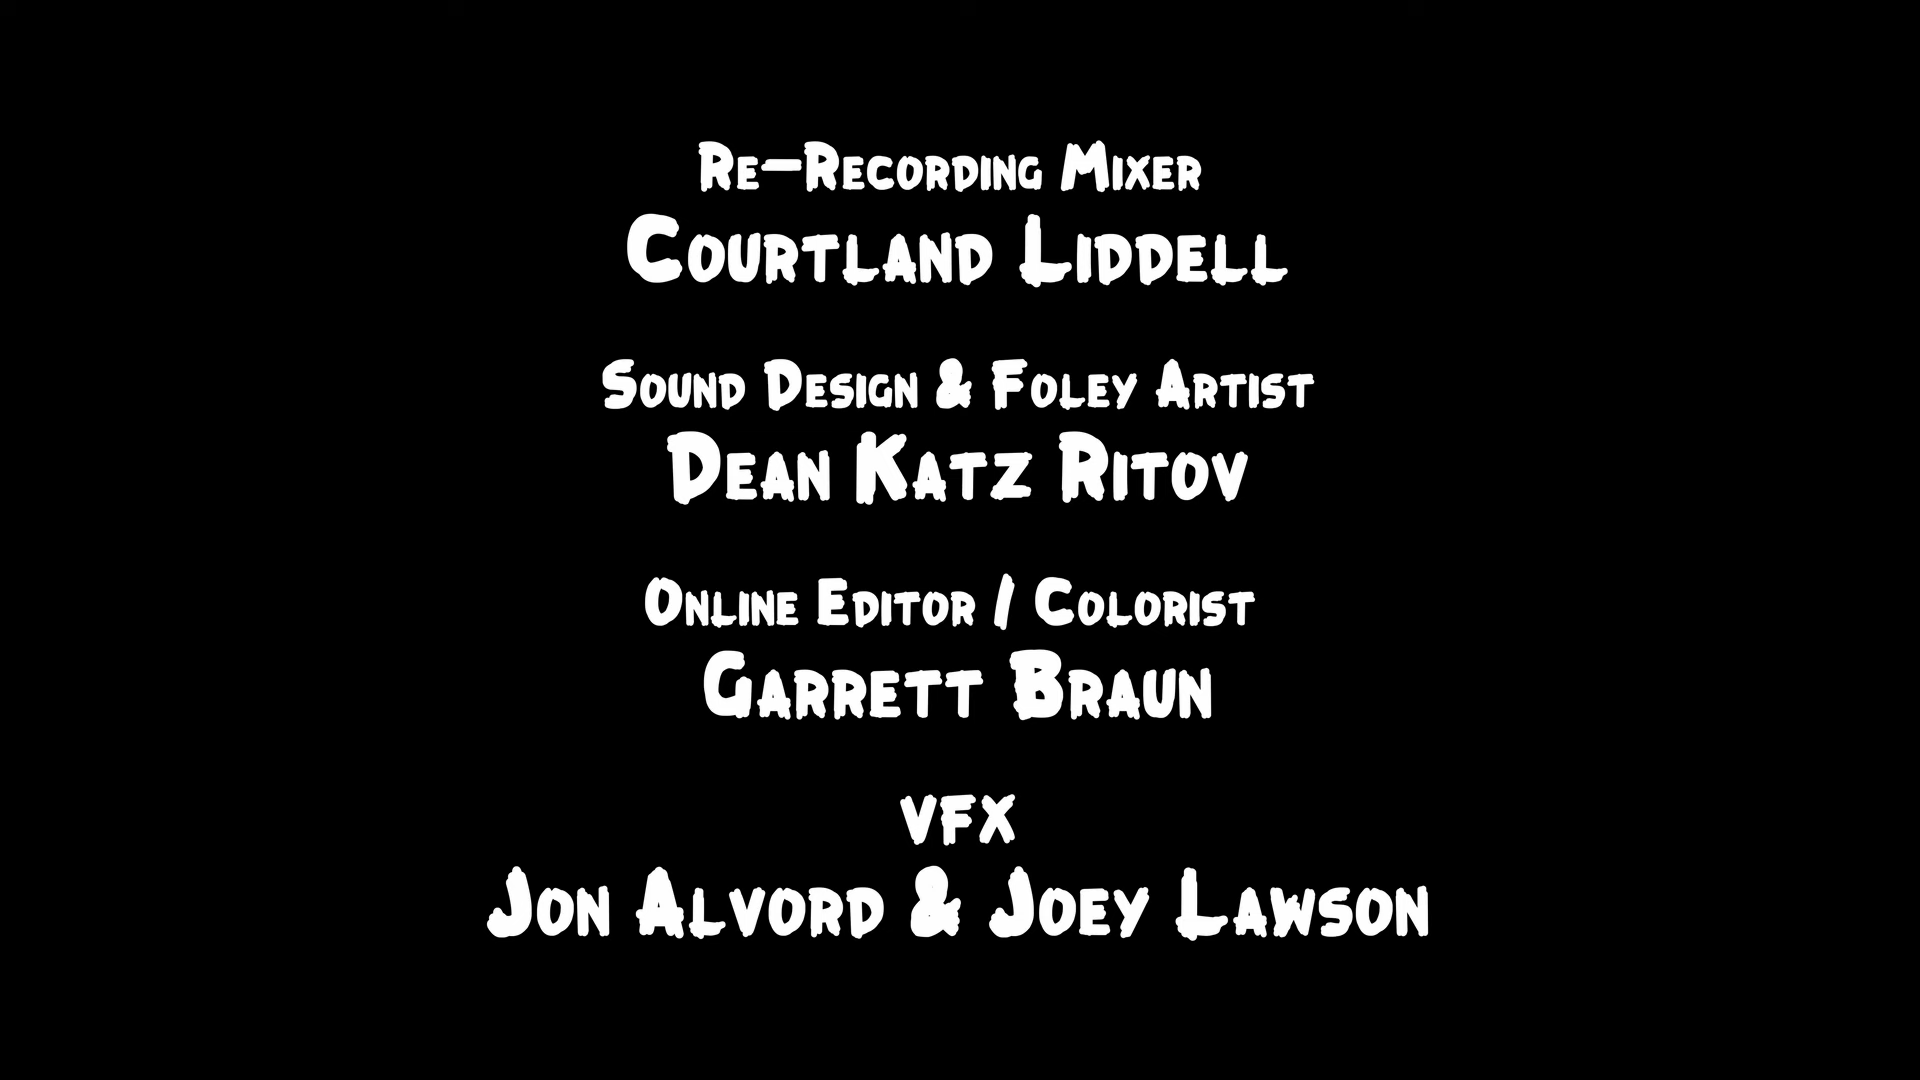 Re-Recording Mixer
Courtland Liddell
Sound Design & Foley Artist
Dean Katz Ritov
Online Editor / Colorist
Garrett Braun
VFX
Jon Alvord & Joey Lawson